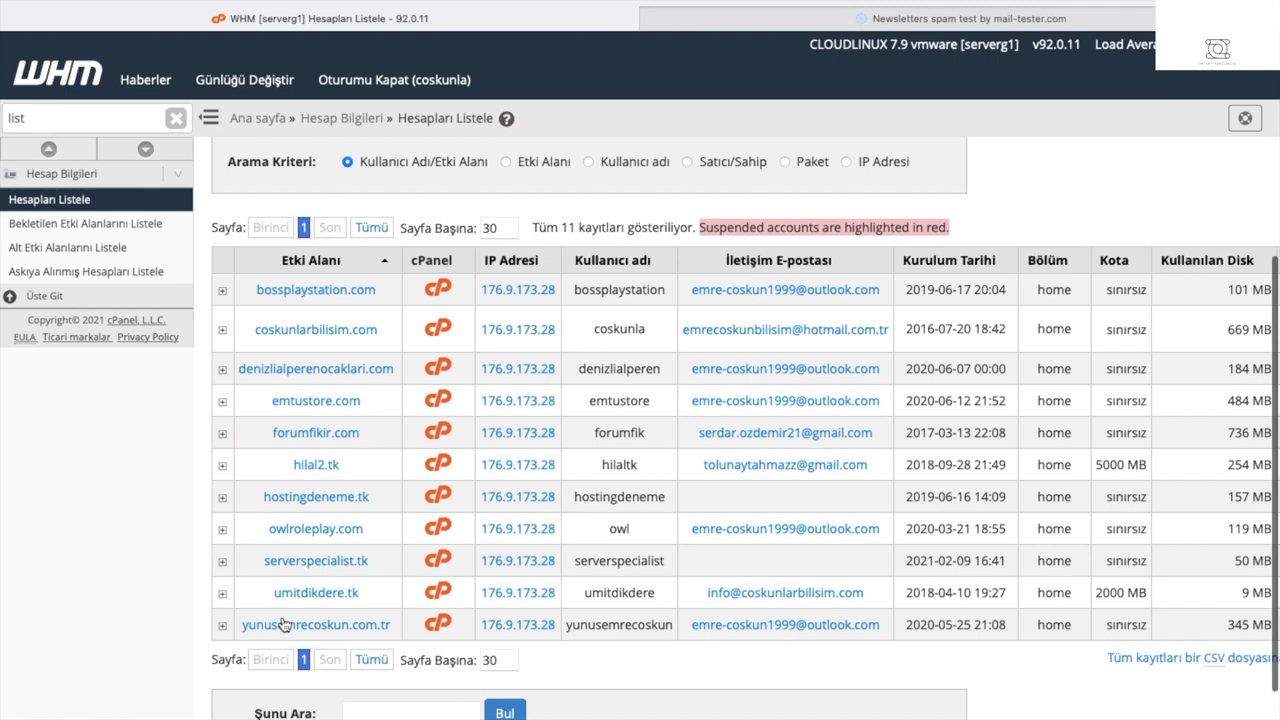 WHM [serverg1] Hesapları Listele - 92.0.11
Newsletters spam test by mail-tester.com
CLOUDLINUX 7.9 vmware [serverg1] v92.0.11 Load Avera
WHM Haberler Günlüğü Değiştir Oturumu Kapat (coskunla)
list
Ana sayfa » Hesap Bilgileri » Hesapları Listele
Hesap Bilgileri
Hesapları Listele
Bekletilen Etki Alanlarını Listele
Alt Etki Alanlarını Listele
Askıya Alınmış Hesapları Listele
Üste Git
Copyright© 2021 cPanel, L.L.C.
EULA Ticari markalar Privacy Policy
Arama Kriteri: Kullanıcı Adı/Etki Alanı Etki Alanı Kullanıcı adı Satıcı/Sahip Paket IP Adresi
Sayfa: Birinci 1 Son Tümü Sayfa Başına: 30 Tüm 11 kayıtları gösteriliyor. Suspended accounts are highlighted in red.
Etki Alanı cPanel IP Adresi Kullanıcı adı İletişim E-postası Kurulum Tarihi Bölüm Kota Kullanılan Disk
bossplaystation.com cP 176.9.173.28 bossplaystation emre-coskun1999@outlook.com 2019-06-17 20:04 home sınırsız 101 MB
coskunlarbilisim.com cP 176.9.173.28 coskunla emrecoskunbilisim@hotmail.com.tr 2016-07-20 18:42 home sınırsız 669 MB
denizlialperenocaklari.com cP 176.9.173.28 denizlialperen emre-coskun1999@outlook.com 2020-06-07 00:00 home sınırsız 184 MB
emtustore.com cP 176.9.173.28 emtustore emre-coskun1999@outlook.com 2020-06-12 21:52 home sınırsız 484 MB
forumfikir.com cP 176.9.173.28 forumfik serdar.ozdemir21@gmail.com 2017-03-13 22:08 home sınırsız 736 MB
hilal2.tk cP 176.9.173.28 hilaltk tolunaytahmazz@gmail.com 2018-09-28 21:49 home 5000 MB 254 MB
hostingdeneme.tk cP 176.9.173.28 hostingdeneme 2019-06-16 14:09 home sınırsız 157 MB
owlroleplay.com cP 176.9.173.28 owl emre-coskun1999@outlook.com 2020-03-21 18:55 home sınırsız 119 MB
serverspecialist.tk cP 176.9.173.28 serverspecialist 2021-02-09 16:41 home sınırsız 50 MB
umitdikdere.tk cP 176.9.173.28 umitdikdere info@coskunlarbilisim.com 2018-04-10 19:27 home 2000 MB 9 MB
yunusemrecoskun.com.tr cP 176.9.173.28 yunusemrecoskun emre-coskun1999@outlook.com 2020-05-25 21:08 home sınırsız 345 MB
Sayfa: Birinci 1 Son Tümü Sayfa Başına: 30 Tüm kayıtları bir CSV dosyasın
Şunu Ara: Bul